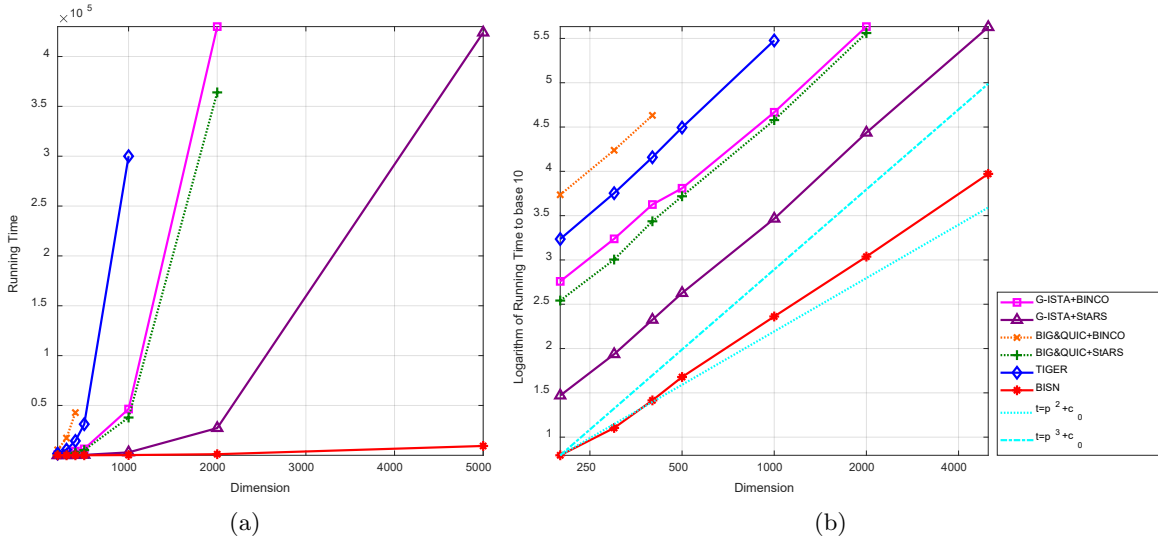 × 10 5
4
3.5
3
2.5
2
1.5
1
0.5
1000 2000 3000 4000 5000
Running Time
Dimension
(a)
5.5
5
4.5
4
3.5
3
2.5
2
1.5
1
250 500 1000 2000 4000
Logarithm of Running Time to base 10
Dimension
(b)
G-ISTA+BINCO
G-ISTA+StARS
BIG&QUIC+BINCO
BIG&QUIC+StARS
TIGER
BISN
t=p 2 +c 0
t=p 3 +c 0